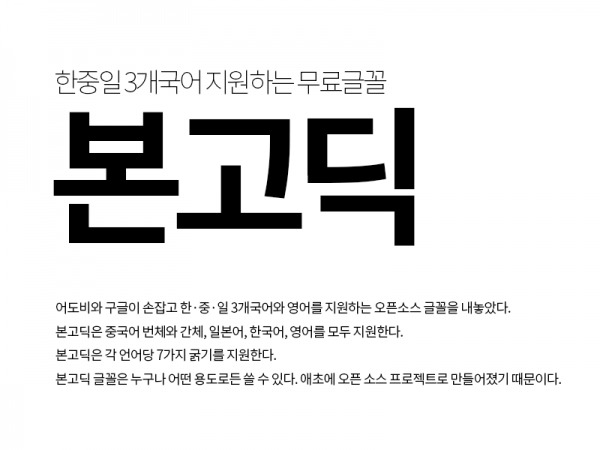 한중일 3개국어 지원하는 무료글꼴
본고딕
어도비와 구글이 손잡고 한·중·일 3개국어와 영어를 지원하는 오픈소스 글꼴을 내놓았다.
본고딕은 중국어 번체와 간체, 일본어, 한국어, 영어를 모두 지원한다.
본고딕은 각 언어당 7가지 굵기를 지원한다.
본고딕 글꼴은 누구나 어떤 용도로든 쓸 수 있다. 애초에 오픈 소스 프로젝트로 만들어졌기 때문이다.